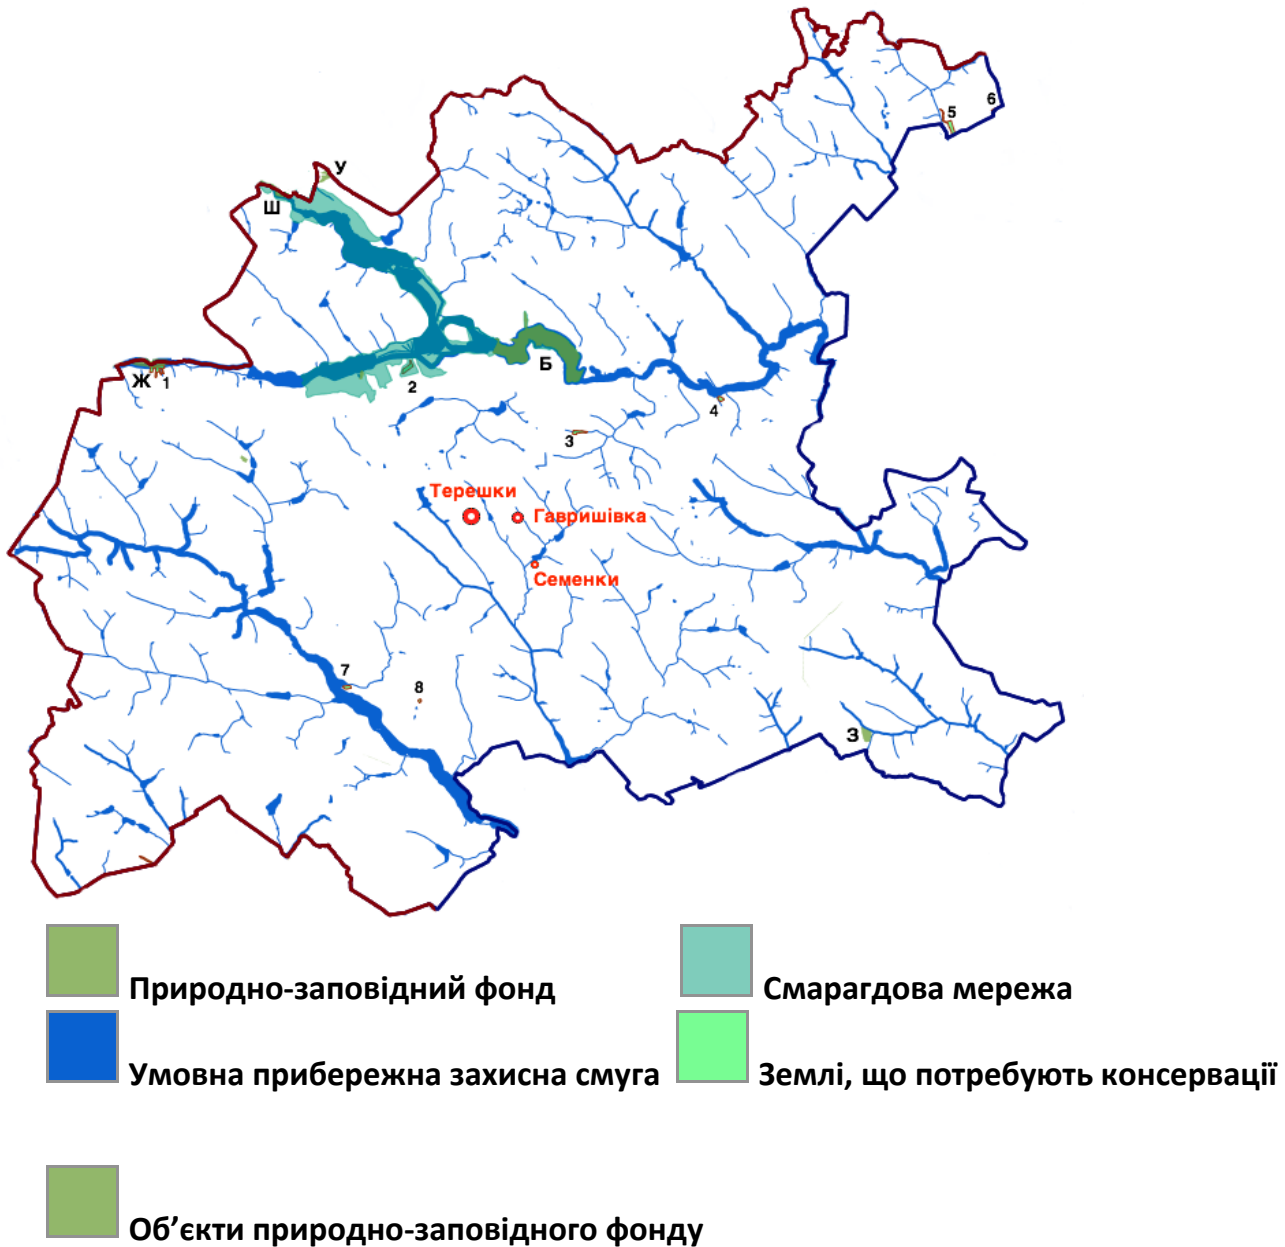 6
5
У
Ш
Б
Ж
1
2
4
3
Терешки
Гавришівка
Семенки
7
8
З
Природно-заповідний фонд
Смарагдова мережа
Умовна прибережна захисна смуга
Землі, що потребують консервації
Об’єкти природно-заповідного фонду